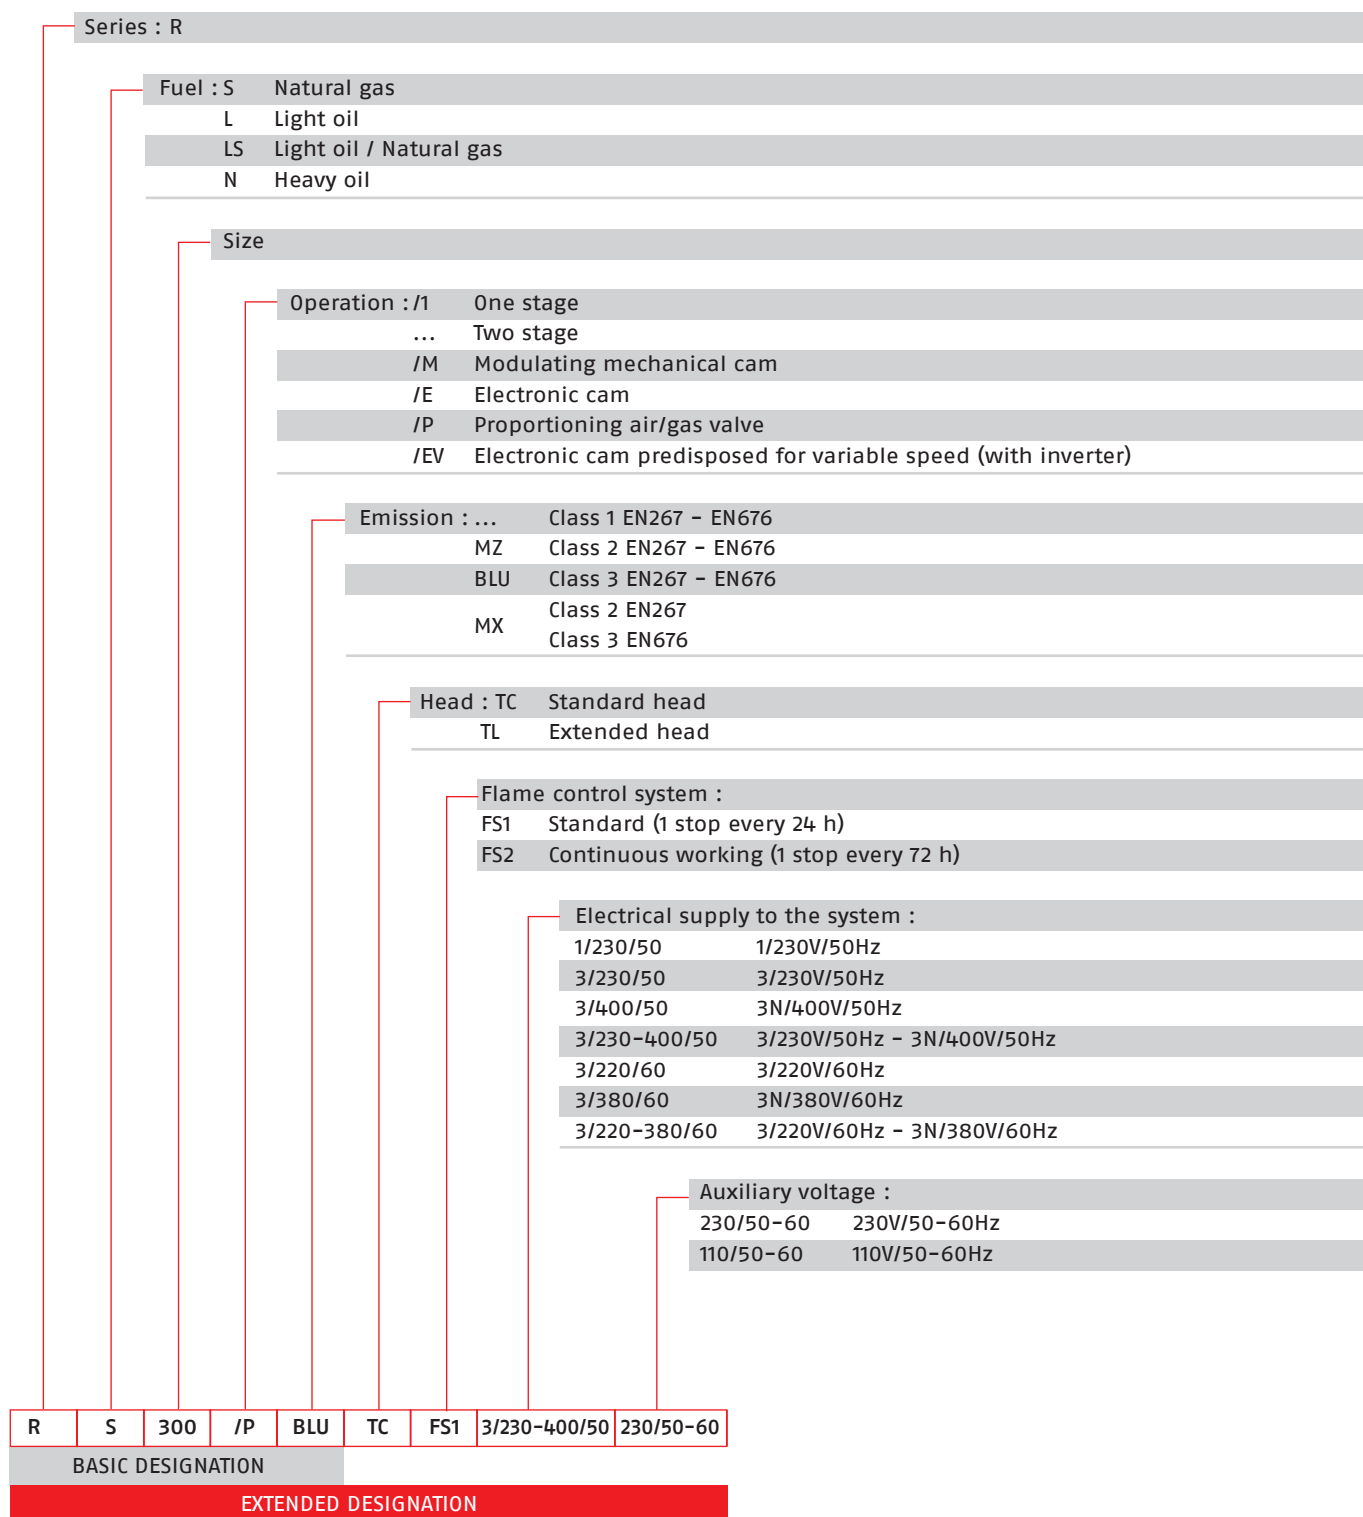 Series : R
Fuel : S Natural gas
L Light oil
LS Light oil / Natural gas
N Heavy oil
Size
Operation : /1 One stage
... Two stage
/M Modulating mechanical cam
/E Electronic cam
/P Proportioning air/gas valve
/EV Electronic cam predisposed for variable speed (with inverter)
Emission : ... Class 1 EN267 - EN676
MZ Class 2 EN267 - EN676
BLU Class 3 EN267 - EN676
MX Class 2 EN267
Class 3 EN676
Head : TC Standard head
TL Extended head
Flame control system :
FS1 Standard (1 stop every 24 h)
FS2 Continuous working (1 stop every 72 h)
Electrical supply to the system :
1/230/50 1/230V/50Hz
3/230/50 3/230V/50Hz
3/400/50 3N/400V/50Hz
3/230-400/50 3/230V/50Hz - 3N/400V/50Hz
3/220/60 3/220V/60Hz
3/380/60 3N/380V/60Hz
3/220-380/60 3/220V/60Hz - 3N/380V/60Hz
Auxiliary voltage :
230/50-60 230V/50-60Hz
110/50-60 110V/50-60Hz
R S 300 /P BLU TC FS1 3/230-400/50 230/50-60
BASIC DESIGNATION
EXTENDED DESIGNATION